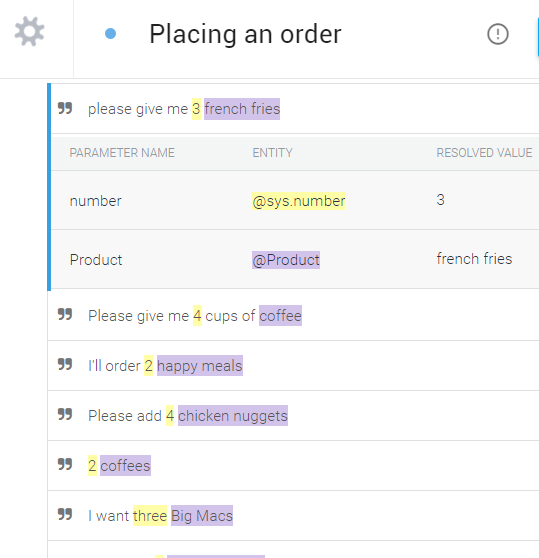 Placing an order
please give me 3 french fries
PARAMETER NAME ENTITY RESOLVED VALUE
number @sys.number 3
Product @Product french fries
Please give me 4 cups of coffee
I'll order 2 happy meals
Please add 4 chicken nuggets
2 coffees
I want three Big Macs